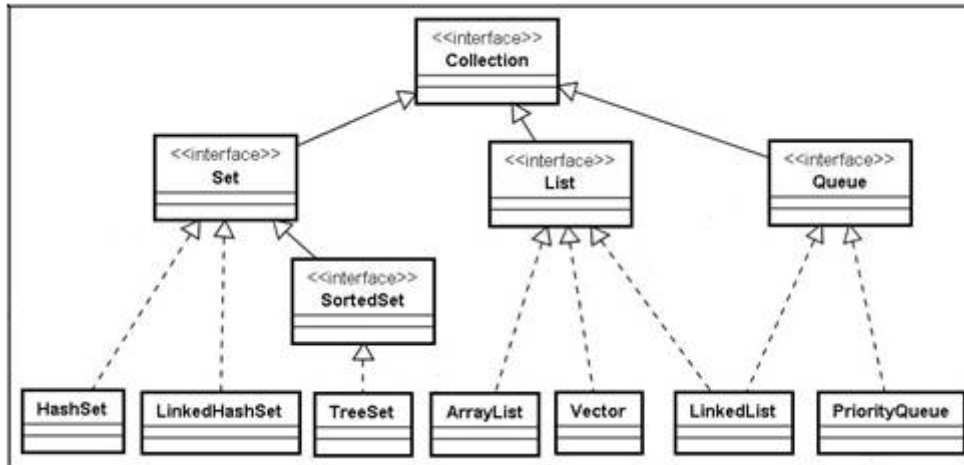 <<interface>>
Collection
<<interface>>
Set
<<interface>>
List
<<interface>>
Queue
<<interface>>
SortedSet
HashSet
LinkedHashSet
TreeSet
ArrayList
Vector
LinkedList
PriorityQueue